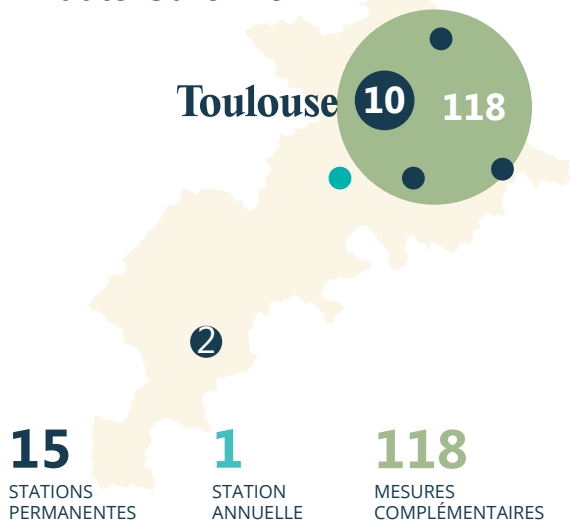 Toulouse 10 118
2
15
STATIONS
PERMANENTES
1
STATION
ANNUELLE
118
MESURES
COMPLÉMENTAIRES